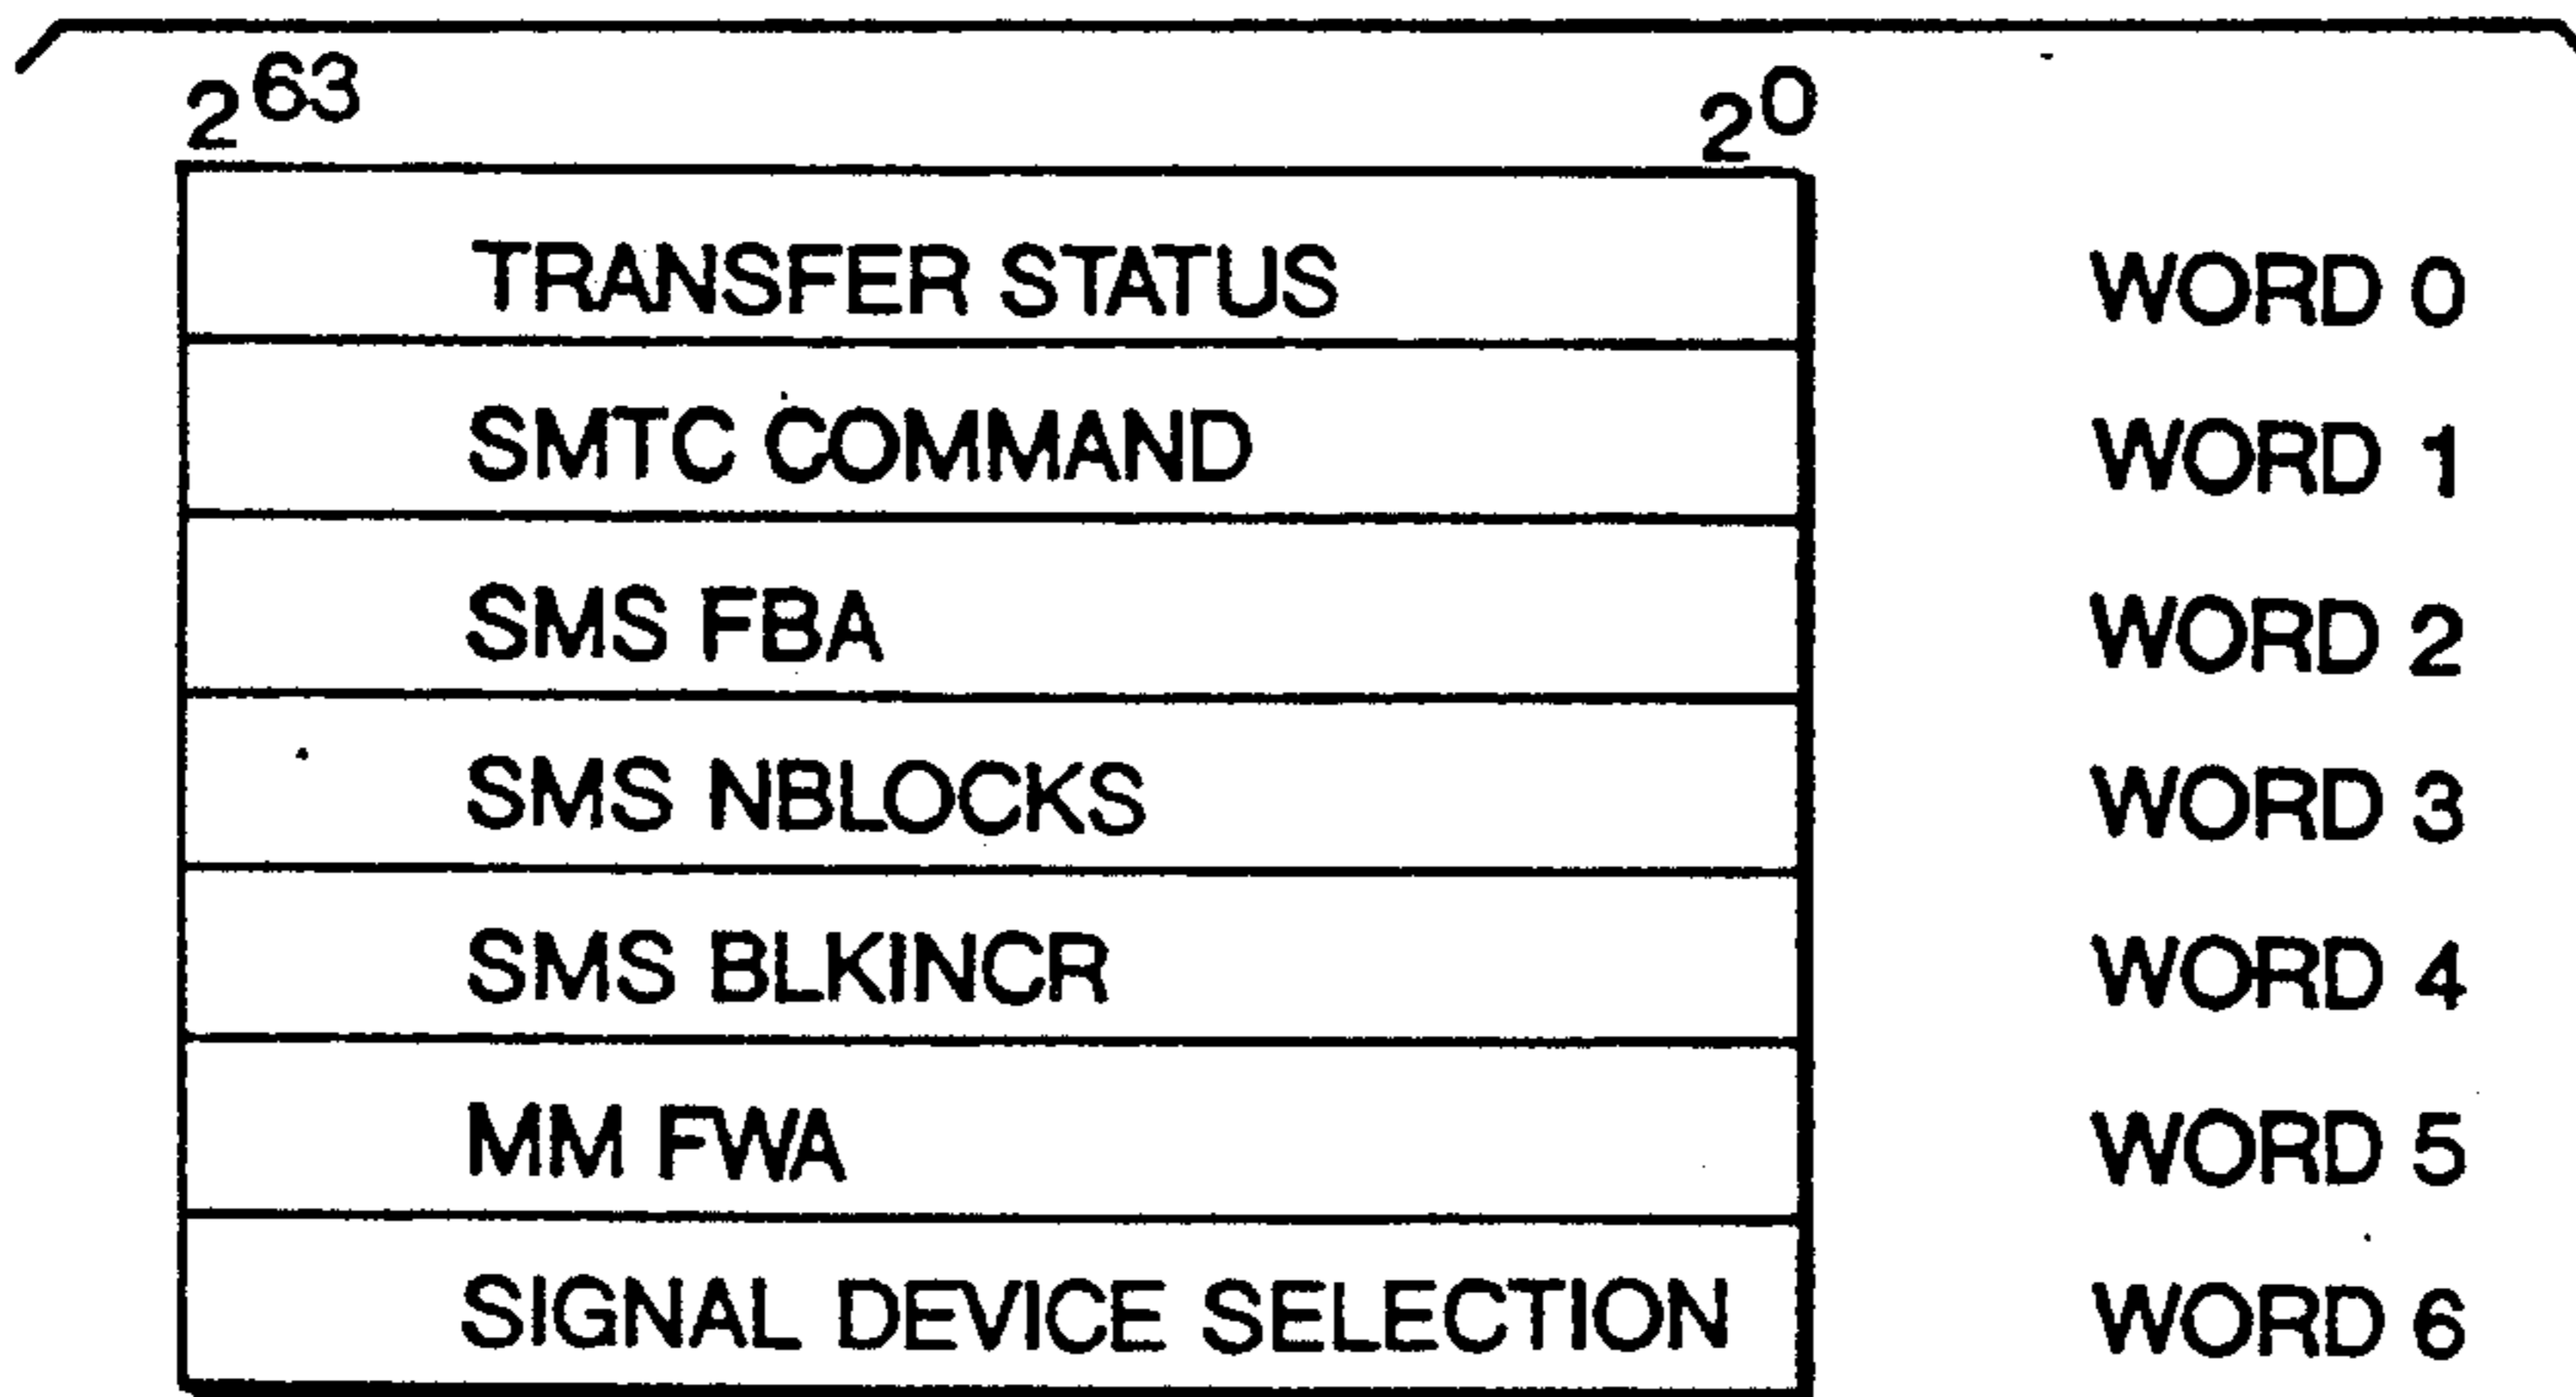 2^63 2^0
TRANSFER STATUS WORD 0
SMTC COMMAND WORD 1
SMS FBA WORD 2
SMS NBLOCKS WORD 3
SMS BLKINCR WORD 4
MM FWA WORD 5
SIGNAL DEVICE SELECTION WORD 6